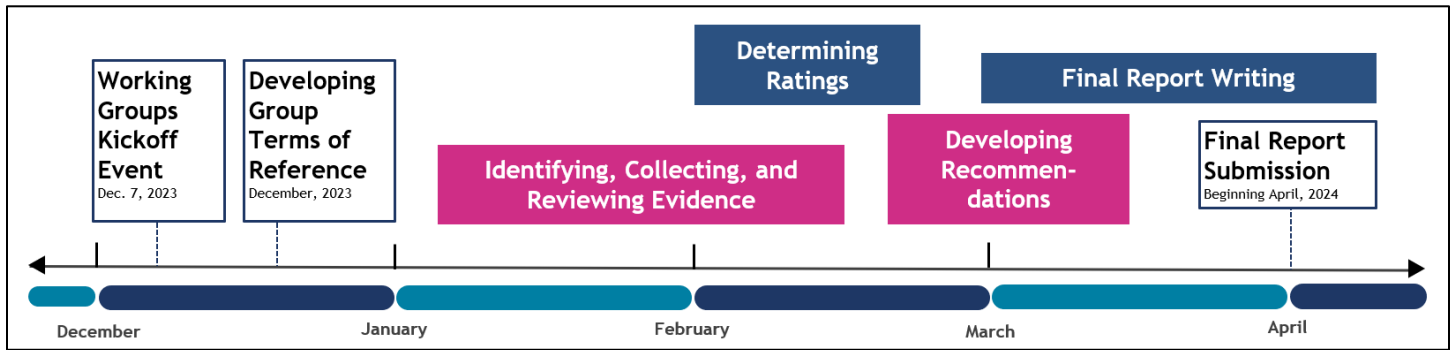 Working
Groups
Kickoff
Event
Dec. 7, 2023
Developing
Group
Terms of
Reference
December, 2023
Identifying, Collecting, and
Reviewing Evidence
Determining
Ratings
Developing
Recommen-
dations
Final Report Writing
Final Report
Submission
Beginning April, 2024
December
January
February
March
April